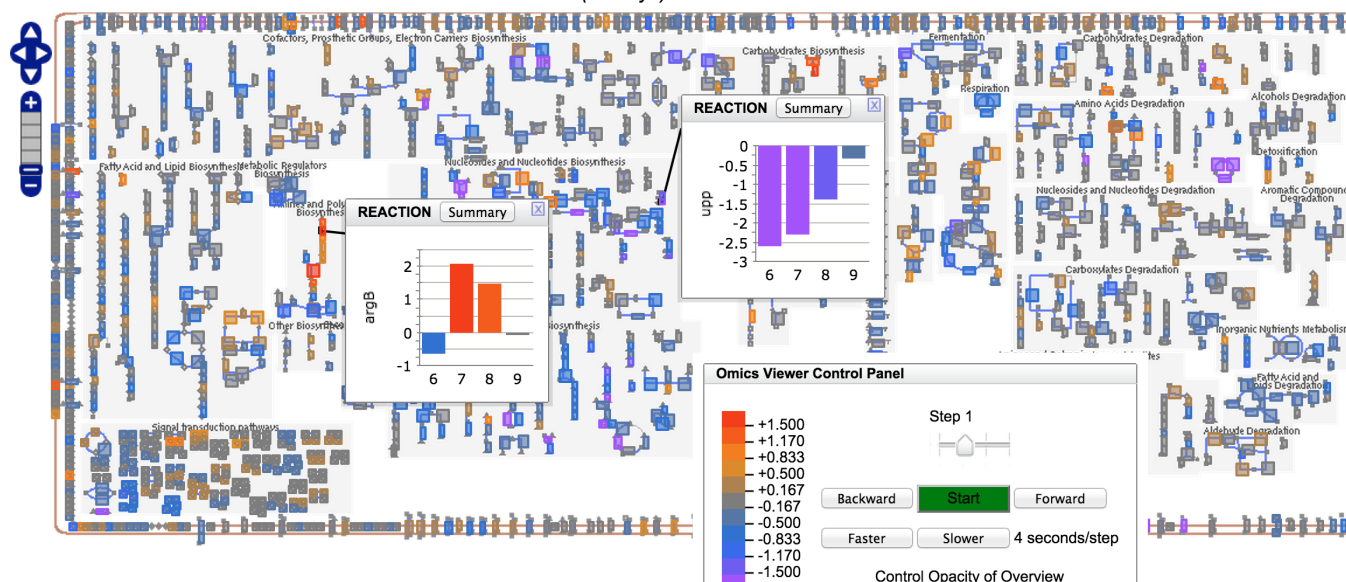 Cofactors, Prosthetic Groups, Electron Carriers Biosynthesis
Carbohydrates Biosynthesis
Fermentation
Carbohydrates Degradation
Respiration
Amino Acids Degradation
Alcohols Degradation
Detoxification
Fatty Acid and Lipid Biosynthesis
Metabolic Regulators
Biosynthesis
Nucleosides and Nucleotides Biosynthesis
Nucleosides and Nucleotides Degradation
Aromatic Compound
Degradation
Biosynthesis
REACTION
Summary
X
upp
0
-0.5
-1
-1.5
-2
-2.5
-3
6 7 8 9
REACTION
Summary
X
argB
2
1
0
-1
6 7 8 9
Carboxylates Degradation
Other Biosynthe
Biosynthesis
Inorganic Nutrients Metabolism
Fatty Acid and
Lipids Degradation
Aldehyde Degradation
Signal transduction pathways
Omics Viewer Control Panel
+1.500
+1.170
+0.833
+0.500
+0.167
-0.167
-0.500
-0.833
-1.170
-1.500
Step 1
Backward
Start
Forward
Faster
Slower
4 seconds/step
Control Opacity of Overview